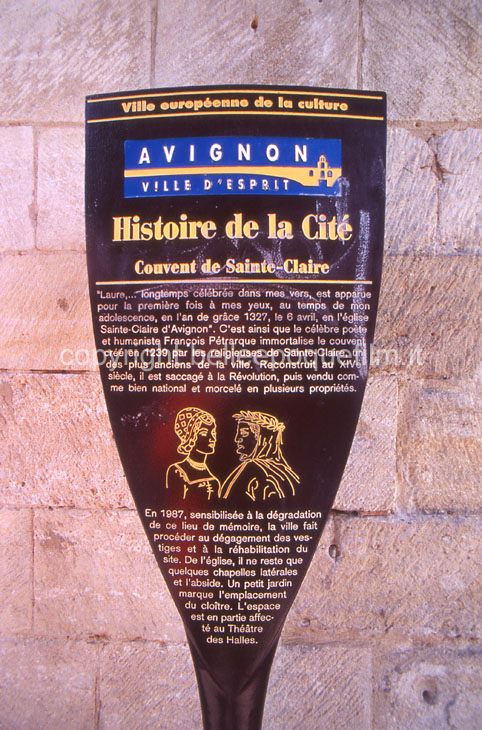 Ville européenne de la culture
AVIGNON
VILLE D'ESPRIT
Histoire de la Cité
Couvent de Sainte-Claire
"Laure,... longtemps célébrée dans mes vers, est apparue
pour la première fois à mes yeux, au temps de mon
adolescence, en l'an de grâce 1327, le 6 avril, en l'église
Sainte-Claire d'Avignon". C'est ainsi que le célèbre poète
et humaniste François Pétrarque immortalise le couvent
créé en 1239 par les religieuses de Sainte-Claire, un
des plus anciens de la ville. Reconstruit au XIVe
siècle, il est saccagé à la Révolution, puis vendu com-
me bien national et morcelé en plusieurs propriétés.
En 1987, sensibilisée à la dégradation
de ce lieu de mémoire, la ville fait
procéder au dégagement des ves-
tiges et à la réhabilitation du
site. De l'église, il ne reste que
quelques chapelles latérales
et l'abside. Un petit jardin
marque l'emplacement
du cloître. L'espace
est en partie affec-
té au Théâtre
des Halles.